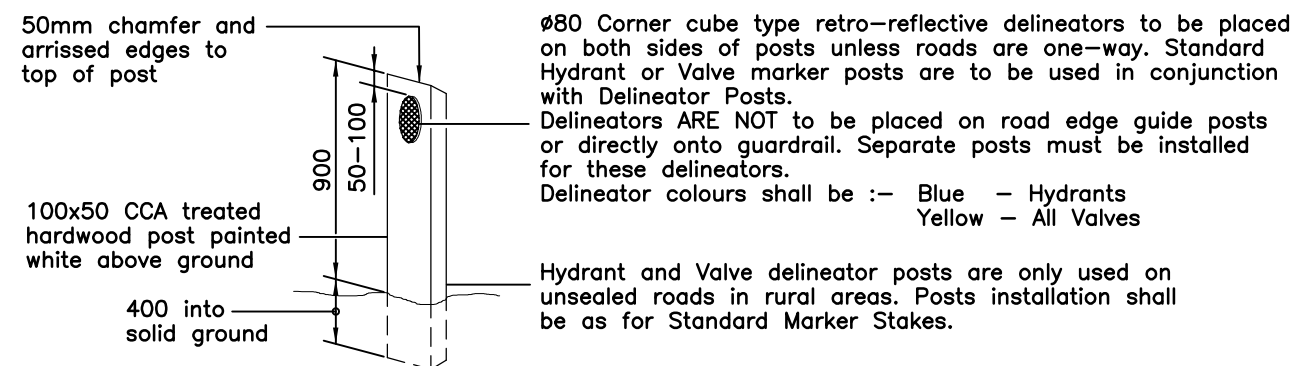 50mm chamfer and
arrissed edges to
top of post
900
50-100
100x50 CCA treated
hardwood post painted
white above ground
400 into
solid ground
Ø80 Corner cube type retro-reflective delineators to be placed
on both sides of posts unless roads are one-way. Standard
Hydrant or Valve marker posts are to be used in conjunction
with Delineator Posts.
Delineators ARE NOT to be placed on road edge guide posts
or directly onto guardrail. Separate posts must be installed
for these delineators.
Delineator colours shall be :- Blue - Hydrants
Yellow - All Valves
Hydrant and Valve delineator posts are only used on
unsealed roads in rural areas. Posts installation shall
be as for Standard Marker Stakes.